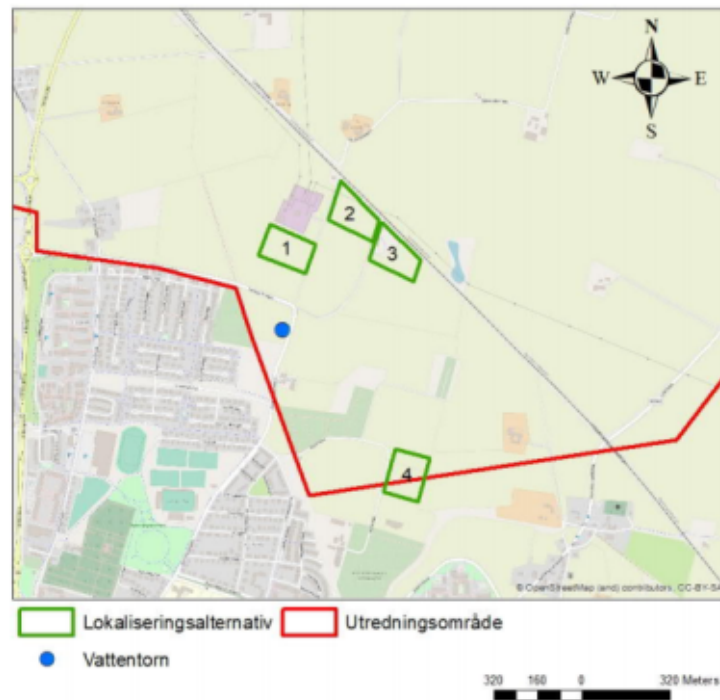 N
W E
S
2
1
3
4
© OpenStreetMap (and) contributors, CC-BY-SA
Lokaliseringsalternativ Utredningsområde
Vattentorn
320 160 0 320 Meters